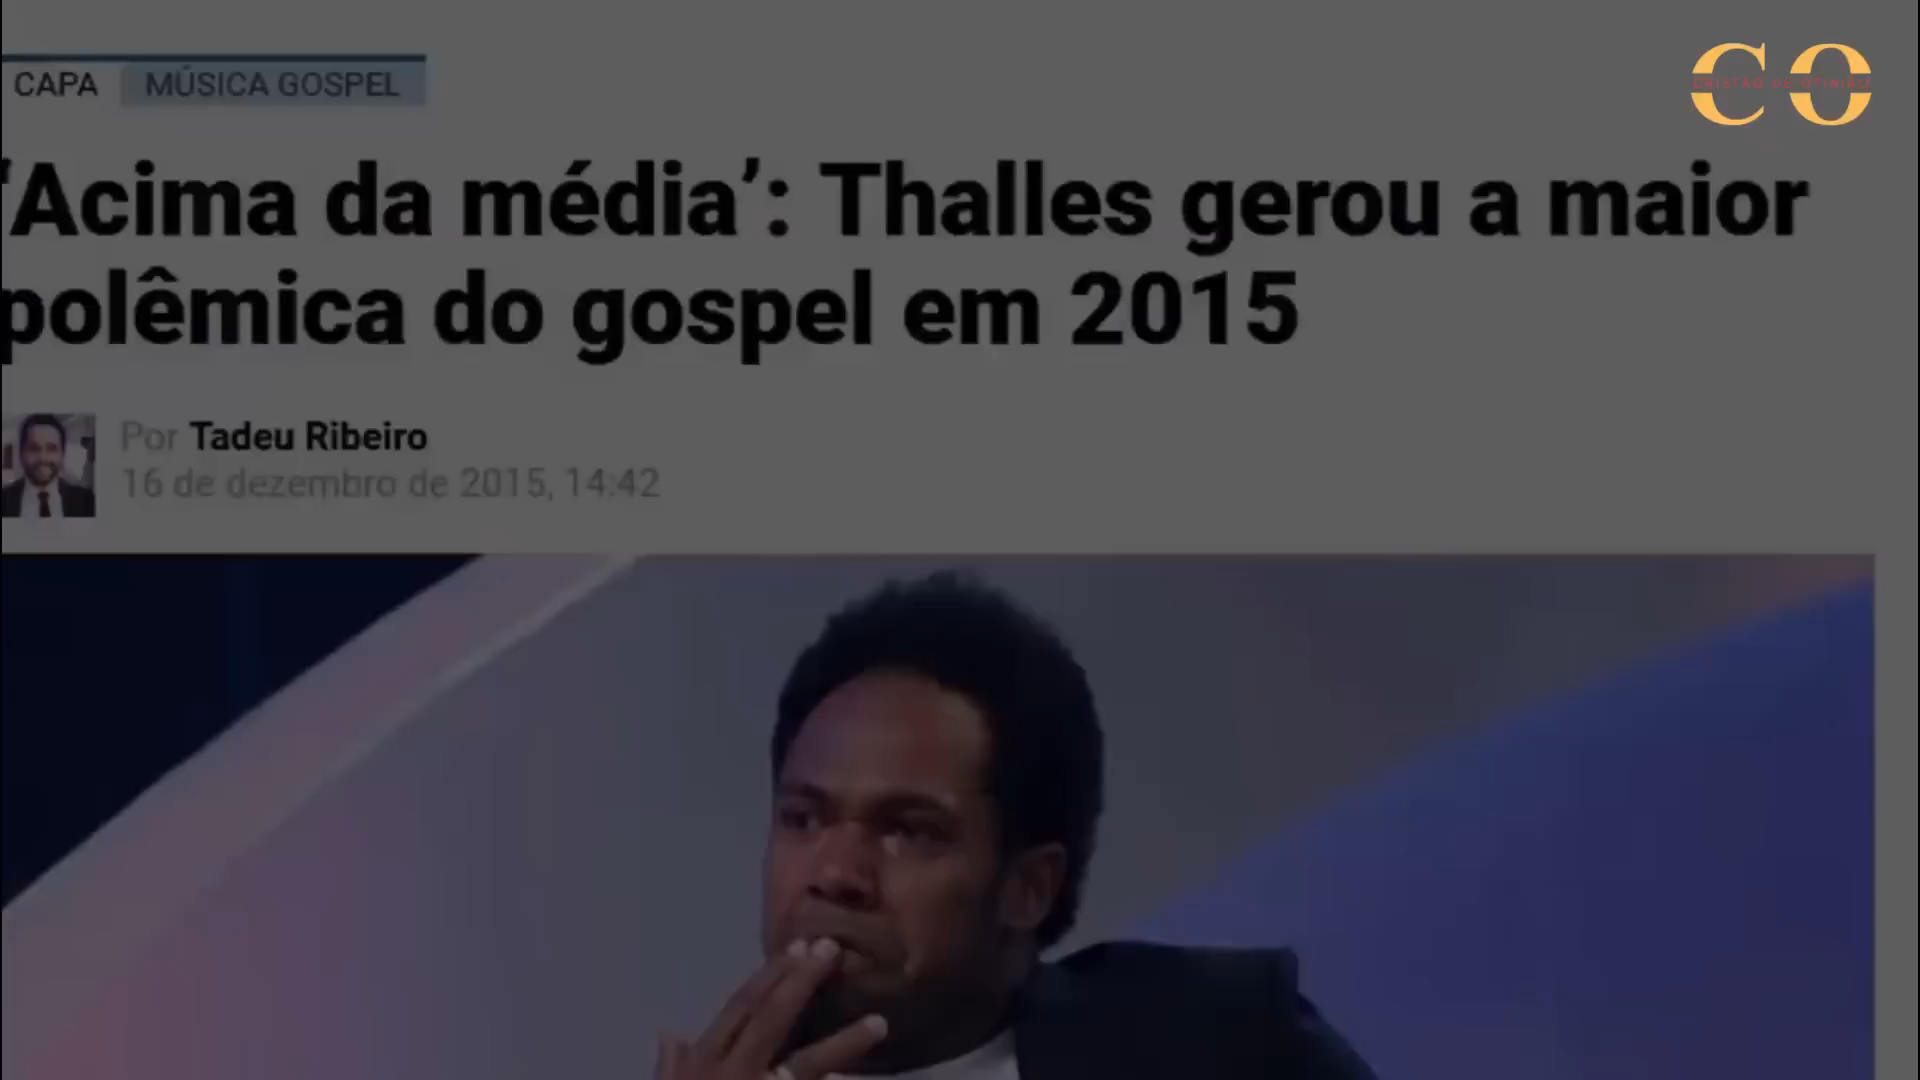 CAPA MÚSICA GOSPEL
CO
'Acima da média’: Thalles gerou a maior
polêmica do gospel em 2015
Por Tadeu Ribeiro
16 de dezembro de 2015, 14:42